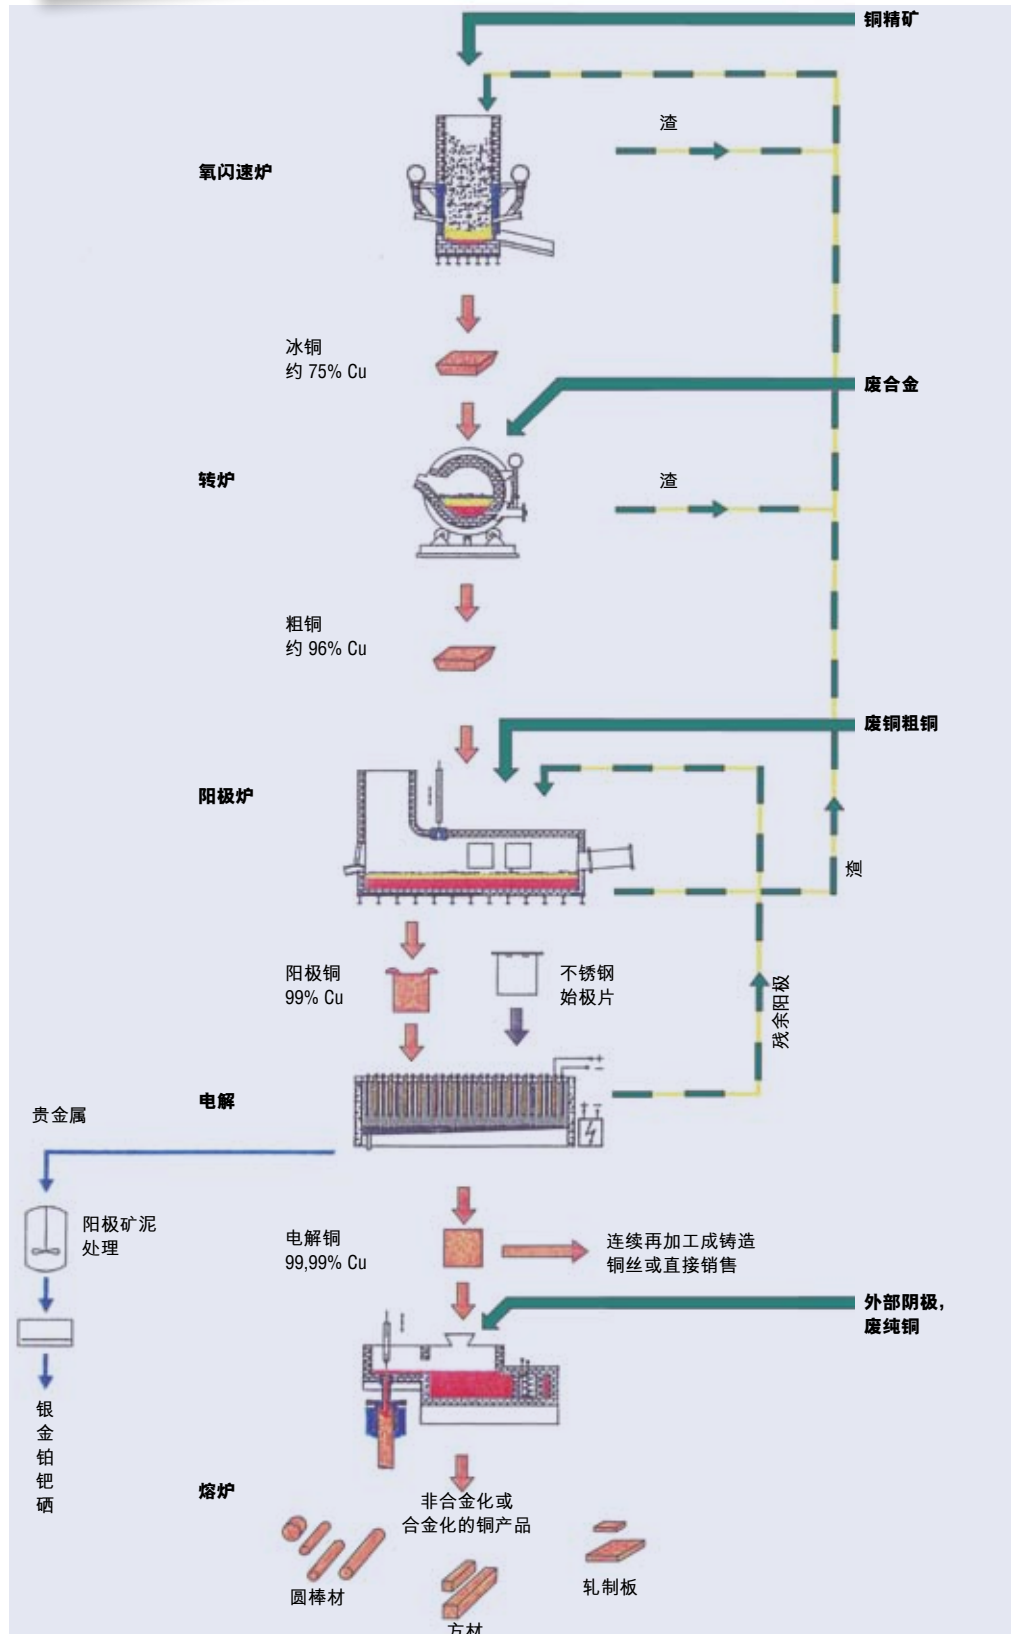 铜精矿
渣
氧闪速炉
冰铜
约 75% Cu
废合金
转炉
渣
粗铜
约 96% Cu
废铜粗铜
阳极炉
渣
阳极铜
99% Cu
不锈钢
始极片
残余阳极
电解
贵金属
阳极矿泥
处理
电解铜
99,99% Cu
连续再加工成铸造
铜丝或直接销售
外部阴极，
废纯铜
银
金
铂
钯
硒
熔炉
非合金化或
合金化的铜产品
圆棒材
轧制板
方材